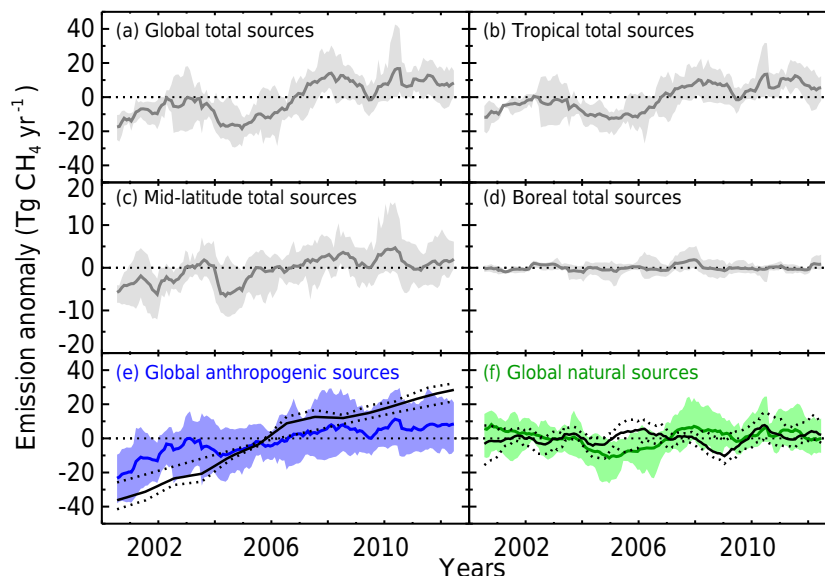 (a) Global total sources
(b) Tropical total sources
40
20
0
-20
40
(c) Mid-latitude total sources
(d) Boreal total sources
20
10
0
-10
20
(e) Global anthropogenic sources
(f) Global natural sources
40
20
0
-20
-40
2002 2006 2010
2002 2006 2010
Years
Emission anomaly (Tg CH4 yr-1)